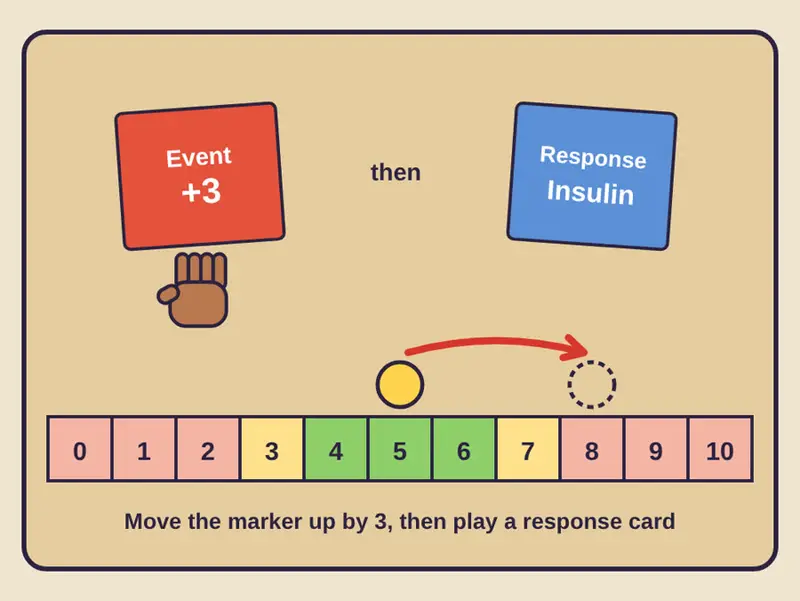 Event
+3
then
Response
Insulin
0 1 2 3 4 5 6 7 8 9 10
Move the marker up by 3, then play a response card